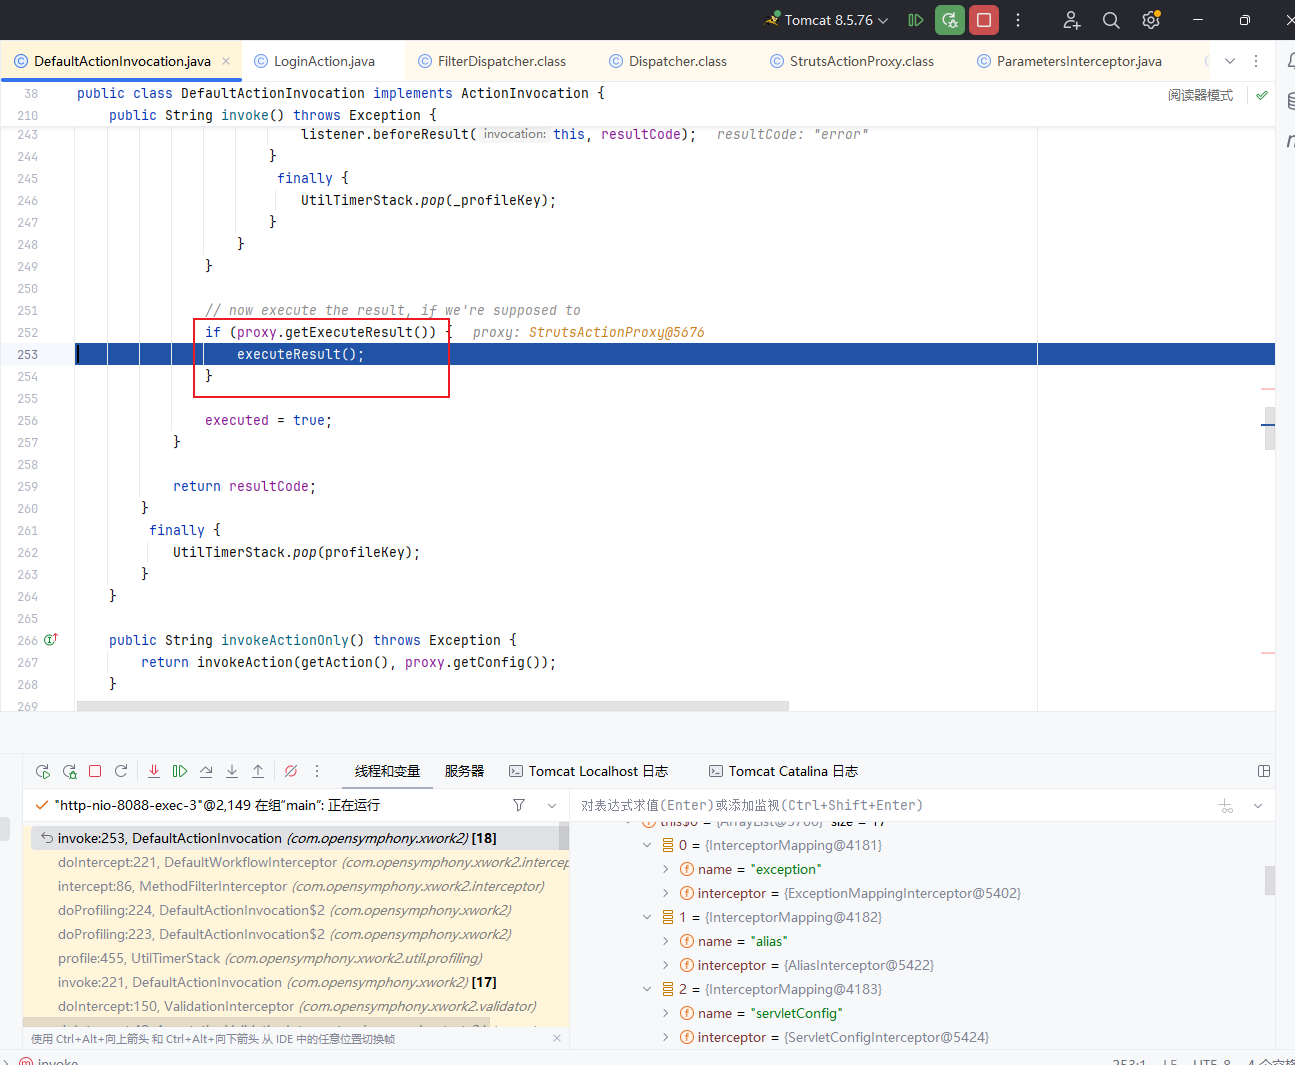 Tomcat 8.5.76
DefaultActionInvocation.java
LoginAction.java
FilterDispatcher.class
Dispatcher.class
StrutsActionProxy.class
ParametersInterceptor.java
38 public class DefaultActionInvocation implements ActionInvocation {
阅读器模式
210 public String invoke() throws Exception {
243 listener.beforeResult( invocation: this, resultCode); resultCode: "error"
244 }
245 finally {
246 UtilTimerStack.pop(_profileKey);
247 }
248 }
249 }
250
251 // now execute the result, if we're supposed to
252 if (proxy.getExecuteResult()) { proxy: StrutsActionProxy@5676
253 executeResult();
254 }
255
256 executed = true;
257 }
258
259 return resultCode;
260 }
261 finally {
262 UtilTimerStack.pop(profileKey);
263 }
264 }
265
266 public String invokeActionOnly() throws Exception {
267 return invokeAction(getAction(), proxy.getConfig());
268 }
269
线程和变量
服务器
Tomcat Localhost 日志
Tomcat Catalina 日志
"http-nio-8088-exec-3"@2,149 在组"main": 正在运行
invoke:253, DefaultActionInvocation (com.opensymphony.xwork2) [18]
doIntercept:221, DefaultWorkflowInterceptor (com.opensymphony.xwork2.intercep
intercept:86, MethodFilterInterceptor (com.opensymphony.xwork2.interceptor)
doProfiling:224, DefaultActionInvocation$2 (com.opensymphony.xwork2)
doProfiling:223, DefaultActionInvocation$2 (com.opensymphony.xwork2)
profile:455, UtilTimerStack (com.opensymphony.xwork2.util.profiling)
invoke:221, DefaultActionInvocation (com.opensymphony.xwork2) [17]
doIntercept:150, ValidationInterceptor (com.opensymphony.xwork2.validator)
使用 Ctrl+Alt+向上箭头 和 Ctrl+Alt+向下箭头 从 IDE 中的任意位置切换帧
对表达式求值(Enter)或添加监视(Ctrl+Shift+Enter)
this$0 = {ArrayList@5700} size = 17
0 = {InterceptorMapping@4181}
name = "exception"
interceptor = {ExceptionMappingInterceptor@5402}
1 = {InterceptorMapping@4182}
name = "alias"
interceptor = {AliasInterceptor@5422}
2 = {InterceptorMapping@4183}
name = "servletConfig"
interceptor = {ServletConfigInterceptor@5424}
invoke
253:1 LF UTF-8 4 个空格